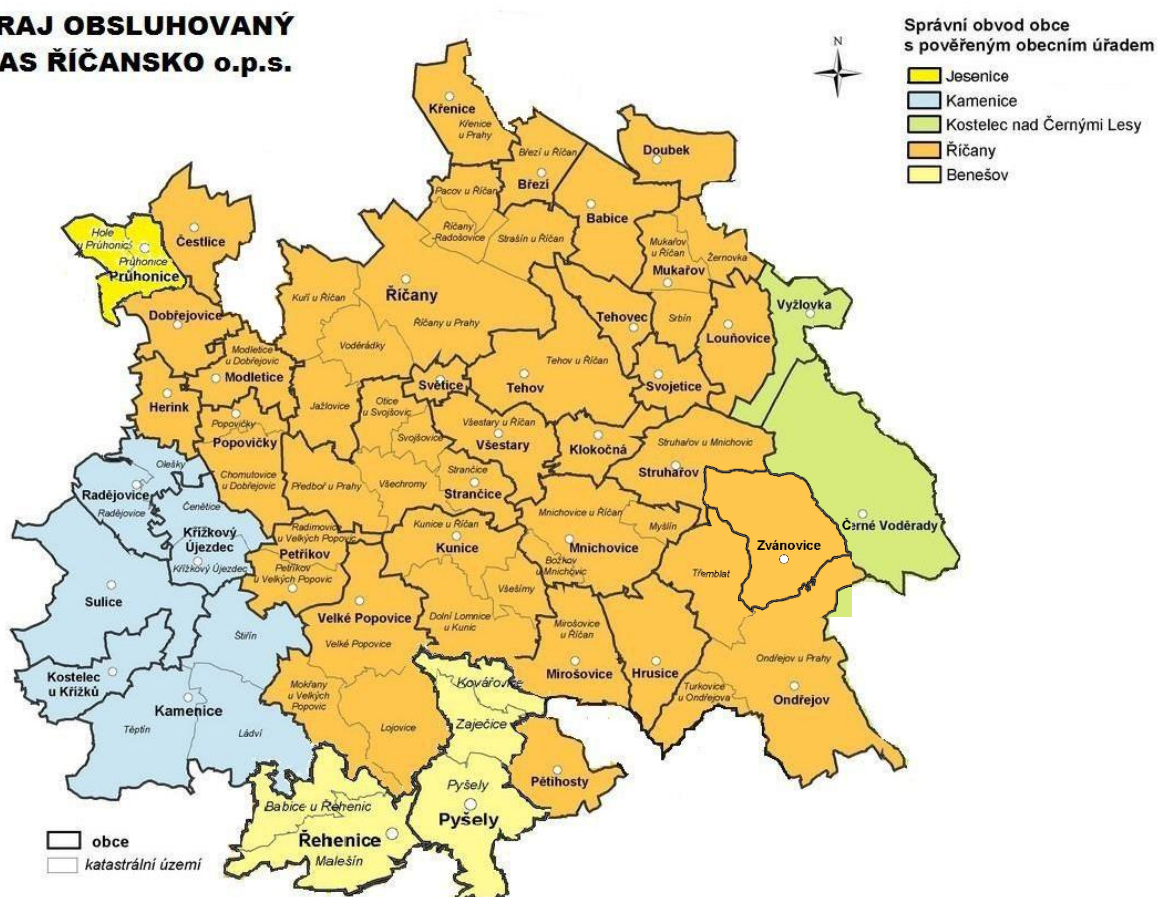 RAJ OBSLUHOVANÝ
AS ŘÍČANSKO o.p.s.
Správní obvod obce
s pověřeným obecním úřadem
Jesenice
Kamenice
Kostelec nad Černými Lesy
Říčany
Benešov
N
Křenice
Křenice
u Prahy
Březí u Říčan
Březí
Doubek
Pacov u Říčan
Babice
Říčany
-Radošovice
Strašín u Říčan
Mukařov
u Říčan
Žernovka
Mukařov
Srbín
Hole
u Průhonic
Průhonice
Průhonice
Čestlice
Říčany
Kuří u Říčan
Říčany u Prahy
Voděrádky
Tehovec
Louňovice
Vyžlovka
Dobřejovice
Modletice
u Dobřejovic
Modletice
Herink
Popovičky
Popovičky
Jažlovice
Otice
u Svojšovic
Světice
Tehov u Říčan
Tehov
Svojetice
Svojšovice
Všestary u Říčan
Všestary
Klokočná
Struhařov u Mnichovic
Struhařov
Olešky
Radějovice
Radějovice
Čenětice
Křížkový
Újezdec
Křížkový Újezdec
Chomutovice
u Dobřejovic
Předboř u Prahy
Všechromy
Strančice
Strančice
Radimovice
u Velkých Popovic
Petříkov
Petříkov
u Velkých Popovic
Kunice u Říčan
Kunice
Mnichovice u Říčan
Myšlín
Mnichovice
Božkov
u Mnichovic
Všešímy
Černé Voděrady
Zvánovice
Třemblat
Sulice
Štiřín
Velké Popovice
Velké Popovice
Dolní Lomnice
u Kunic
Mirošovice
u Říčan
Mirošovice
Hrusice
Ondřejov u Prahy
Ondřejov
Turkovice
u Ondřejova
Kostelec
u Křížků
Kamenice
Těptín
Ládví
Mokřany
u Velkých
Popovic
Lojovice
Kovářovice
Zaječice
Pyšely
Pyšely
Pětihosty
Babice u Řehenic
Řehenice
Malešín
obce
katastrální území